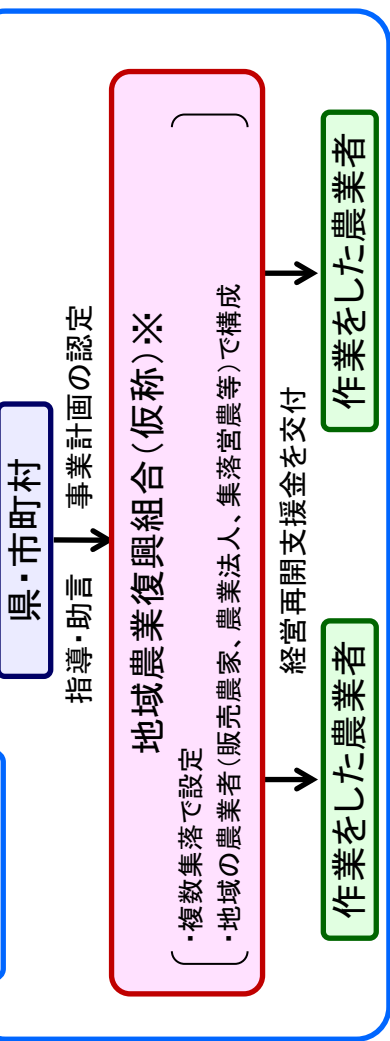 県・市町村
指導・助言　事業計画の認定
地域農業復興組合（仮称）※
・複数集落で設定
・地域の農業者（販売農家、農業法人、集落営農等）で構成
経営再開支援金を交付
作業をした農業者
作業をした農業者